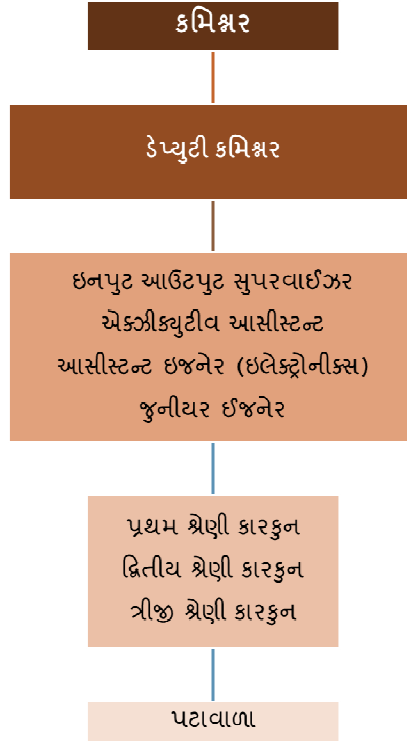 કમિશ્નર
ડેપ્યુટી કમિશ્નર
ઇનપુટ આઉટપુટ સુપરવાઈઝર
એક્ઝીક્યુટીવ આસીસ્ટન્ટ
આસીસ્ટન્ટ ઇજનેર (ઇલેક્ટ્રોનીક્સ)
જુનીયર ઈજનેર
પ્રથમ શ્રેણી કારકુન
દ્વિતીય શ્રેણી કારકુન
ત્રીજી શ્રેણી કારકુન
પટાવાળા